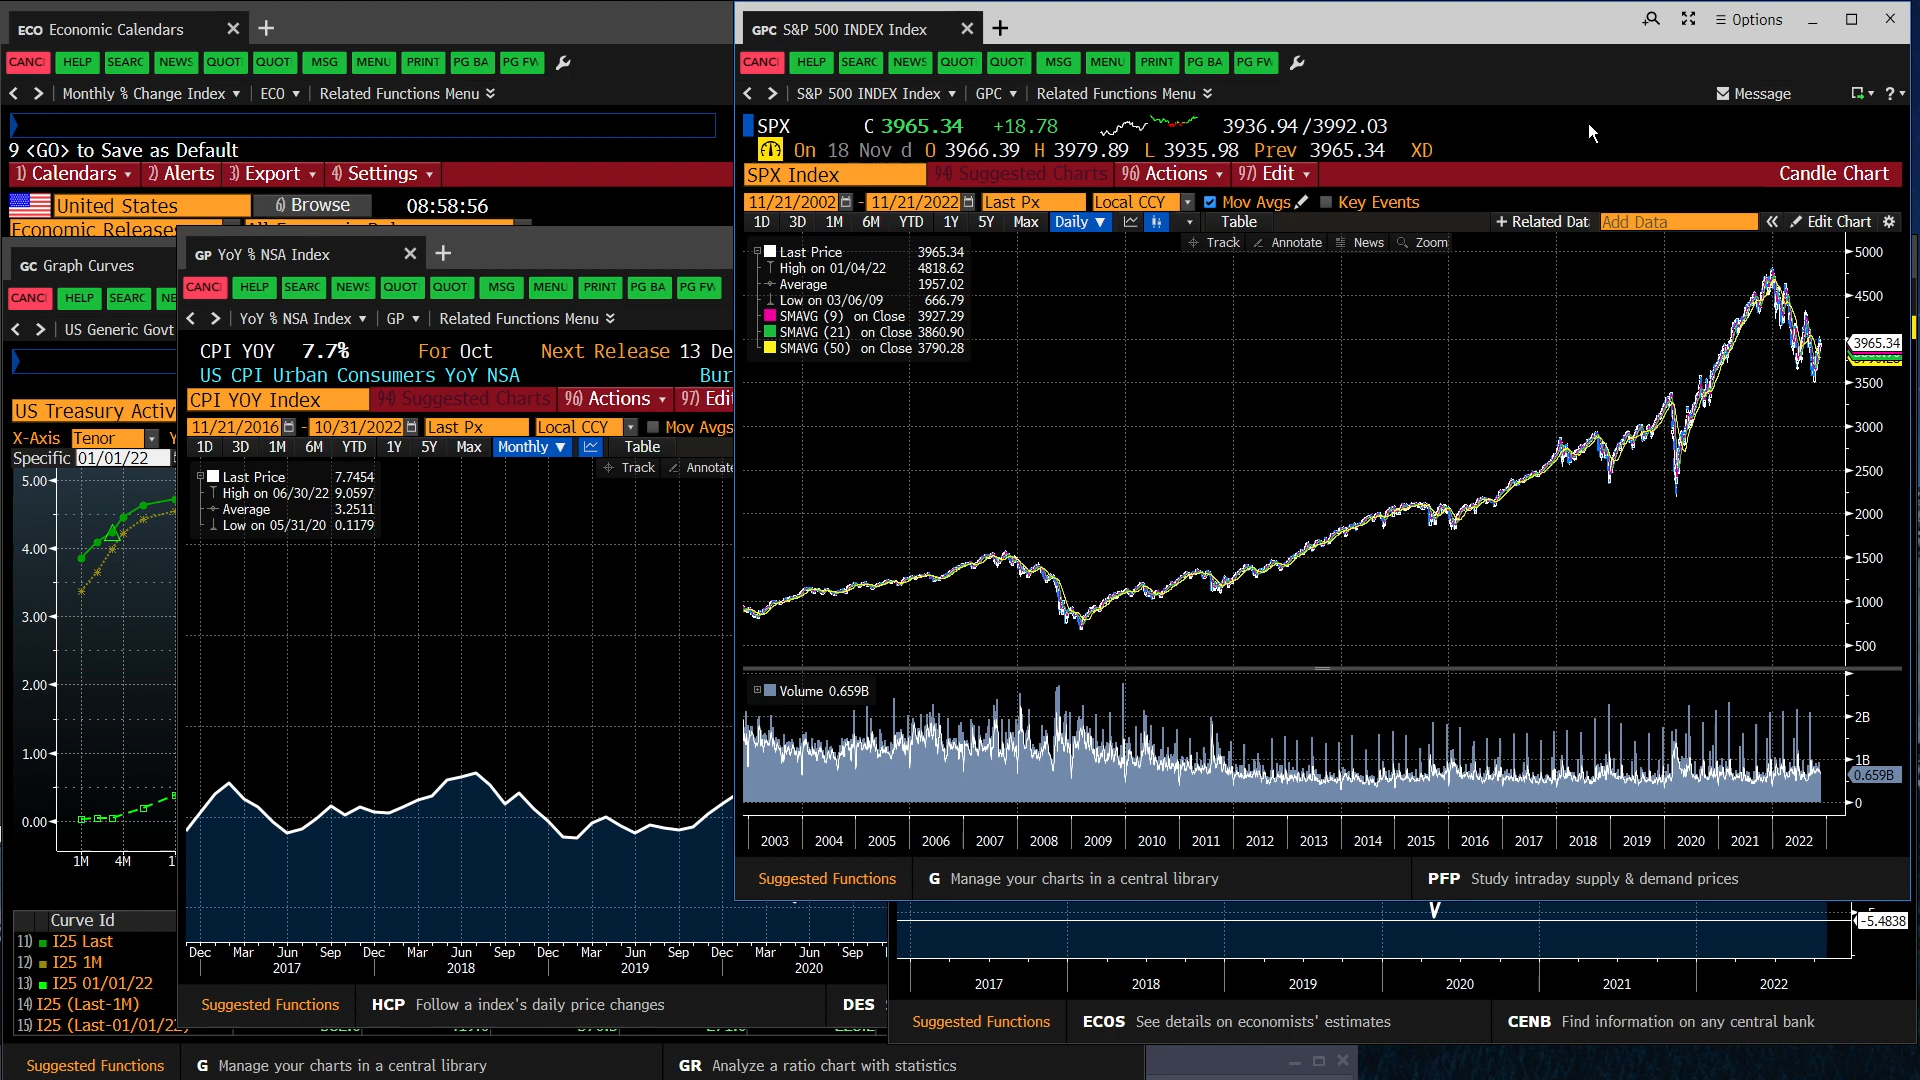 ECO Economic Calendars
CANCI HELP SEARC NEWS QUOT QUOT MSG MENU PRINT PG BA PG FW
Monthly % Change Index ECO Related Functions Menu
9 <GO> to Save as Default
1) Calendars 2) Alerts 3) Export 4) Settings
United States 6) Browse 08:58:56
Economic Releases
GC Graph Curves
CANCI HELP SEARC NE
US Generic Govt
US Treasury Activ
X-Axis Tenor Y
Specific 01/01/22
5.00
4.00
3.00
2.00
1.00
0.00
1M 4M
Curve Id
11) I25 Last
12) I25 1M
13) I25 01/01/22
14) I25 (Last-1M)
15) I25 (Last-01/01/22)
Suggested Functions G Manage your charts in a central library GR Analyze a ratio chart with statistics
GP YoY % NSA Index
CANCI HELP SEARC NEWS QUOT QUOT MSG MENU PRINT PG BA PG FW
YoY % NSA Index GP Related Functions Menu
CPI YOY 7.7% For Oct Next Release 13 De
US CPI Urban Consumers YoY NSA Bur
CPI YOY Index 94) Suggested Charts 96) Actions 97) Edi
11/21/2016 - 10/31/2022 Last Px Local CCY Mov Avgs
1D 3D 1M 6M YTD 1Y 5Y Max Monthly ▼ Table
Track Annotate
Last Price 7.7454
High on 06/30/22 9.0597
Average 3.2511
Low on 05/31/20 0.1179
Dec Mar Jun Sep Dec Mar Jun Sep Dec Mar Jun Sep Dec Mar Jun Sep
2017 2018 2019 2020
Suggested Functions HCP Follow a index's daily price changes DES
GPC S&P 500 INDEX Index
Options
CANCI HELP SEARC NEWS QUOT QUOT MSG MENU PRINT PG BA PG FW
S&P 500 INDEX Index GPC Related Functions Menu Message ?
SPX C 3965.34 +18.78 3936.94/3992.03
On 18 Nov d O 3966.39 H 3979.89 L 3935.98 Prev 3965.34 XD
SPX Index 94) Suggested Charts 96) Actions 97) Edit Candle Chart
11/21/2002 - 11/21/2022 Last Px Local CCY Mov Avgs Key Events
1D 3D 1M 6M YTD 1Y 5Y Max Daily ▼ Table + Related Dat Add Data « Edit Chart
Track Annotate News Zoom
Last Price 3965.34
High on 01/04/22 4818.62
Average 1957.02
Low on 03/06/09 666.79
SMAVG (9) on Close 3927.29
SMAVG (21) on Close 3860.90
SMAVG (50) on Close 3790.28
5000
4500
3965.34
3500
3000
2500
2000
1500
1000
500
Volume 0.659B
2B
1B
0.659B
0
2003 2004 2005 2006 2007 2008 2009 2010 2011 2012 2013 2014 2015 2016 2017 2018 2019 2020 2021 2022
Suggested Functions G Manage your charts in a central library PFP Study intraday supply & demand prices
-5.4838
2017 2018 2019 2020 2021 2022
Suggested Functions ECOS See details on economists' estimates CENB Find information on any central bank